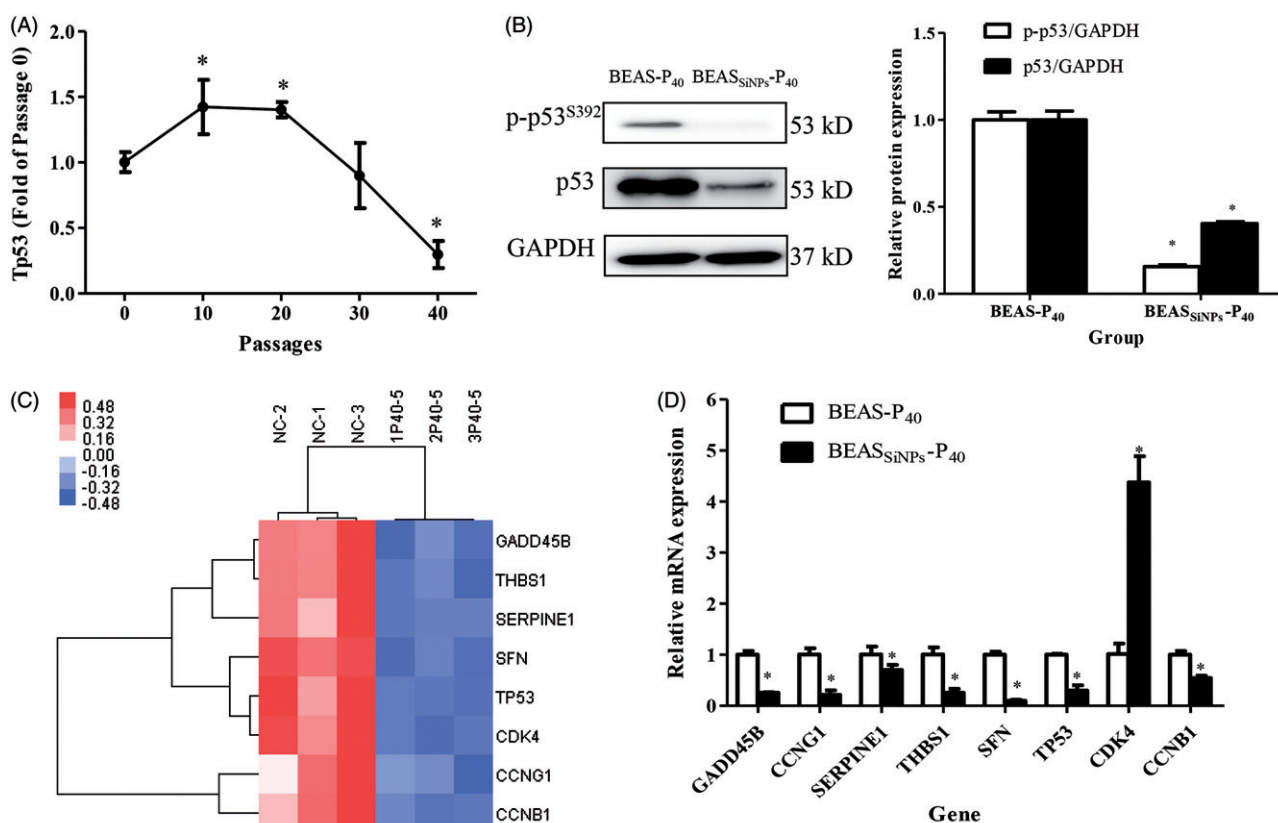 (A)
Tp53 (Fold of Passage 0)
2.0
1.5
1.0
0.5
0.0
* * *
0 10 20 30 40
Passages
(B)
BEAS-P40 BEASSiNPs-P40
p-p53S392 53 kD
p53 53 kD
GAPDH 37 kD
Relative protein expression
1.5
1.0
0.5
0.0
p-p53/GAPDH
p53/GAPDH
* *
BEAS-P40 BEASSiNPs-P40
Group
(C)
0.48
0.32
0.16
0.00
-0.16
-0.32
-0.48
NC-2 NC-1 NC-3 1P40-5 2P40-5 3P40-5
GADD45B
THBS1
SERPINE1
SFN
TP53
CDK4
CCNG1
CCNB1
(D)
Relative mRNA expression
6
5
4
3
2
1
0
BEAS-P40
BEASSiNPs-P40
* * * * * * * *
GADD45B CCNG1 SERPINE1 THBS1 SFN TP53 CDK4 CCNB1
Gene